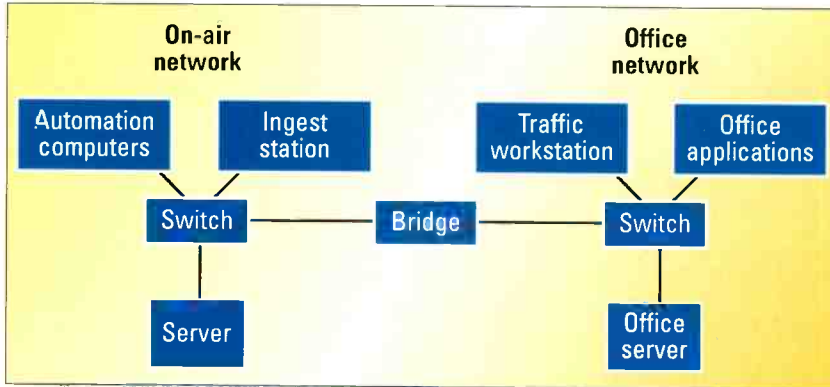 On-air
network
Office
network
Automation
computers
Ingest
station
Traffic
workstation
Office
applications
Switch
Bridge
Switch
Server
Office
server